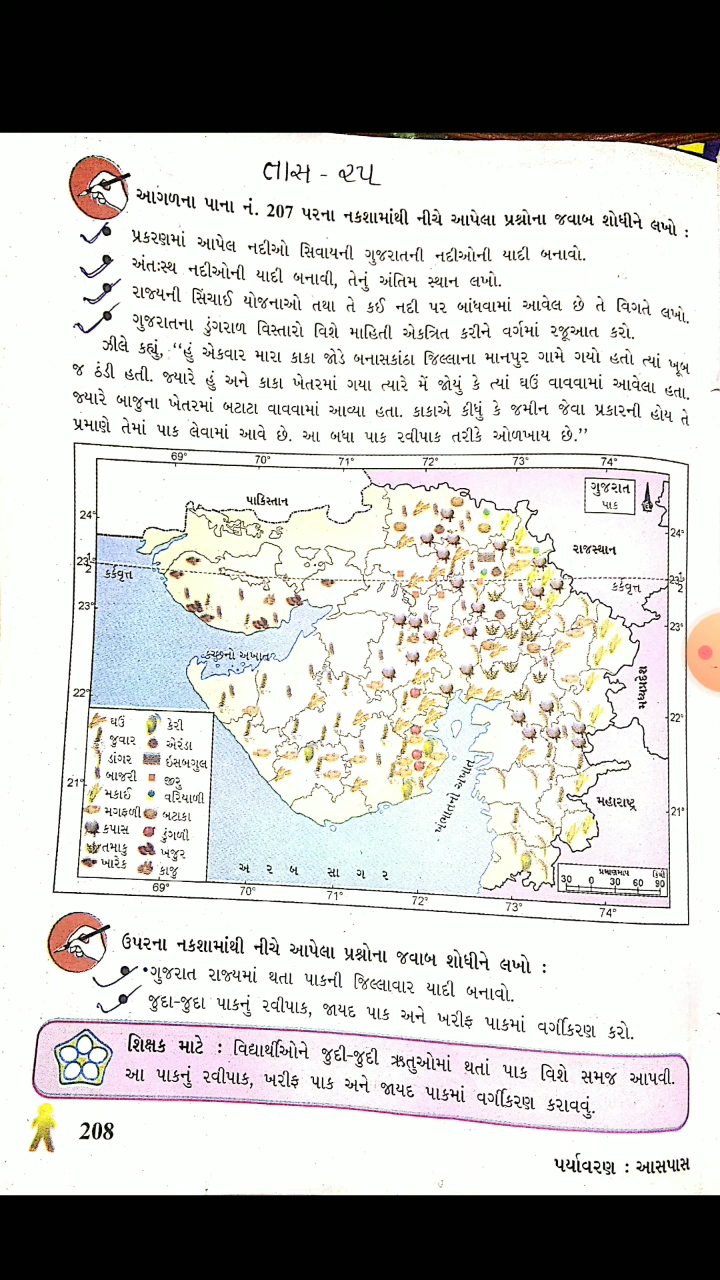 તાસ - ૨૫
આગળના પાના નં. 207 પરના નકશામાંથી નીચે આપેલા પ્રશ્નોના જવાબ શોધીને લખો :
પ્રકરણમાં આપેલ નદીઓ સિવાયની ગુજરાતની નદીઓની યાદી બનાવો.
અંતઃસ્થ નદીઓની યાદી બનાવી, તેનું અંતિમ સ્થાન લખો.
રાજ્યની સિંચાઈ યોજનાઓ તથા તે કઈ નદી પર બાંધવામાં આવેલ છે તે વિગતે લખો.
ગુજરાતના ડુંગરાળ વિસ્તારો વિશે માહિતી એકત્રિત કરીને વર્ગમાં રજૂઆત કરો.
ઝીલે કહ્યું, “હું એકવાર મારા કાકા જોડે બનાસકાંઠા જિલ્લાના માનપુર ગામે ગયો હતો ત્યાં ખૂબ
જ ઠંડી હતી. જ્યારે હું અને કાકા ખેતરમાં ગયા ત્યારે મેં જોયું કે ત્યાં ઘઉં વાવવામાં આવેલા હતા.
જ્યારે બાજુના ખેતરમાં બટાટા વાવવામાં આવ્યા હતા. કાકાએ કીધું કે જમીન જેવા પ્રકારની હોય તે
પ્રમાણે તેમાં પાક લેવામાં આવે છે. આ બધા પાક રવીપાક તરીકે ઓળખાય છે.”
69° 70° 71° 72° 73° 74°
ગુજરાત
પાક
પાકિસ્તાન
રાજસ્થાન
24° 24°
23½° 23½°
કર્કવૃત્ત કર્કવૃત્ત
23° 23°
કચ્છનો અખાત
મધ્યપ્રદેશ
22° 22°
ઘઉં કેરી
જુવાર એરંડા
ડાંગર ઇસબગુલ
બાજરી જીરુ
મકાઈ વરિયાળી
મગફળી બટાકા
કપાસ ડુંગળી
તમાકુ ખજૂર
ખારેક કાજુ
21° 21°
ખંભાતનો અખાત
મહારાષ્ટ્ર
અરબ સાગર
પ્રમાણમાપ કિમી
30 0 30 60 90
69° 70° 71° 72° 73° 74°
ઉપરના નકશામાંથી નીચે આપેલા પ્રશ્નોના જવાબ શોધીને લખો :
• ગુજરાત રાજ્યમાં થતા પાકની જિલ્લાવાર યાદી બનાવો.
જુદા-જુદા પાકનું રવીપાક, જાયદ પાક અને ખરીફ પાકમાં વર્ગીકરણ કરો.
શિક્ષક માટે : વિદ્યાર્થીઓને જુદી-જુદી ઋતુઓમાં થતાં પાક વિશે સમજ આપવી.
આ પાકનું રવીપાક, ખરીફ પાક અને જાયદ પાકમાં વર્ગીકરણ કરાવવું.
208
પર્યાવરણ : આસપાસ